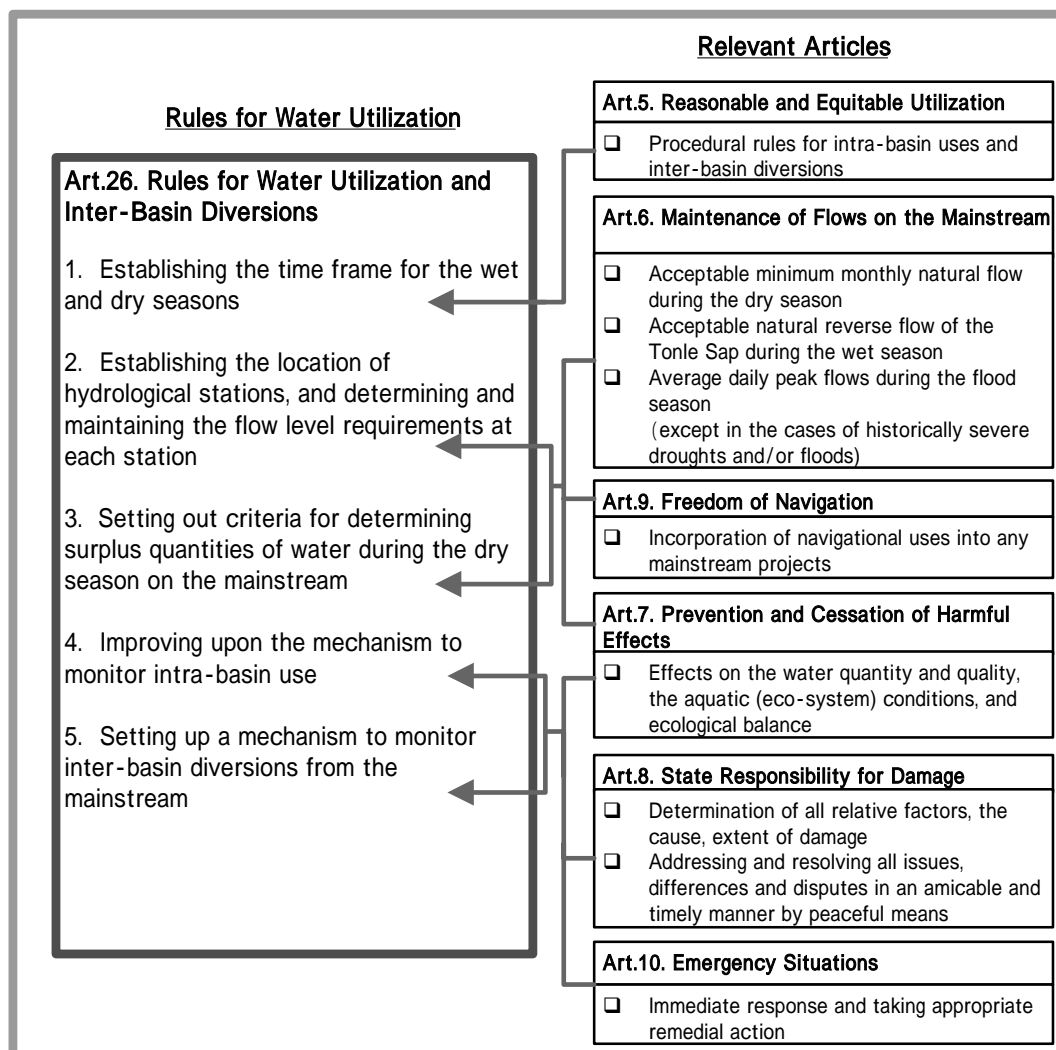 Rules for Water Utilization
Art.26. Rules for Water Utilization and
Inter-Basin Diversions
1. Establishing the time frame for the wet
and dry seasons
2. Establishing the location of
hydrological stations, and determining and
maintaining the flow level requirements at
each station
3. Setting out criteria for determining
surplus quantities of water during the dry
season on the mainstream
4. Improving upon the mechanism to
monitor intra-basin use
5. Setting up a mechanism to monitor
inter-basin diversions from the
mainstream
Relevant Articles
Art.5. Reasonable and Equitable Utilization
❑ Procedural rules for intra-basin uses and
inter-basin diversions
Art.6. Maintenance of Flows on the Mainstream
❑ Acceptable minimum monthly natural flow
during the dry season
❑ Acceptable natural reverse flow of the
Tonle Sap during the wet season
❑ Average daily peak flows during the flood
season
(except in the cases of historically severe
droughts and/or floods)
Art.9. Freedom of Navigation
❑ Incorporation of navigational uses into any
mainstream projects
Art.7. Prevention and Cessation of Harmful
Effects
❑ Effects on the water quantity and quality,
the aquatic (eco-system) conditions, and
ecological balance
Art.8. State Responsibility for Damage
❑ Determination of all relative factors, the
cause, extent of damage
❑ Addressing and resolving all issues,
differences and disputes in an amicable and
timely manner by peaceful means
Art.10. Emergency Situations
❑ Immediate response and taking appropriate
remedial action